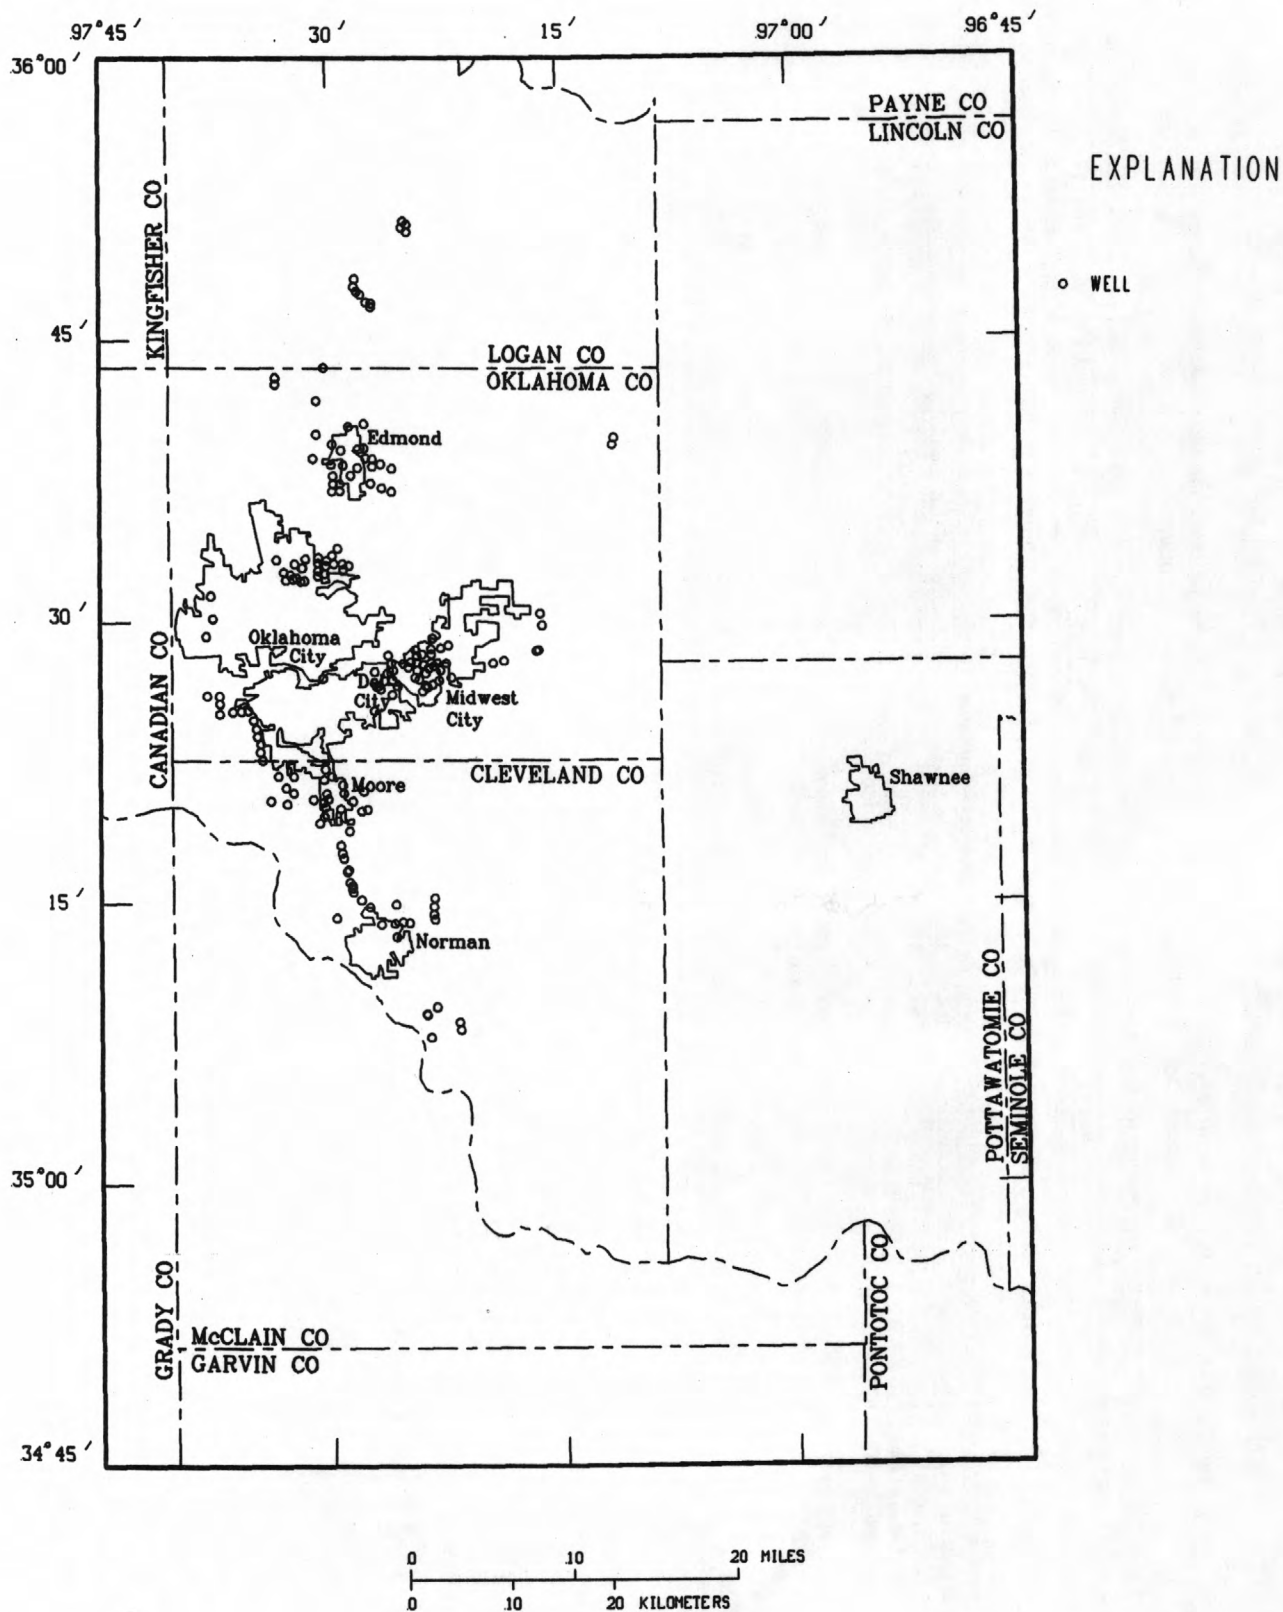 97°45′ 30′ 15′ 97°00′ 96°45′
36°00′
PAYNE CO
LINCOLN CO
EXPLANATION
KINGFISHER CO
WELL
45′
LOGAN CO
OKLAHOMA CO
Edmond
30′
Oklahoma
City
CANADIAN CO
Del
City
Midwest
City
CLEVELAND CO
Moore
Shawnee
15′
Norman
POTTAWATOMIE CO
SEMINOLE CO
35°00′
GRADY CO
McCLAIN CO
GARVIN CO
PONTOTOC CO
34°45′
0 10 20 MILES
0 10 20 KILOMETERS